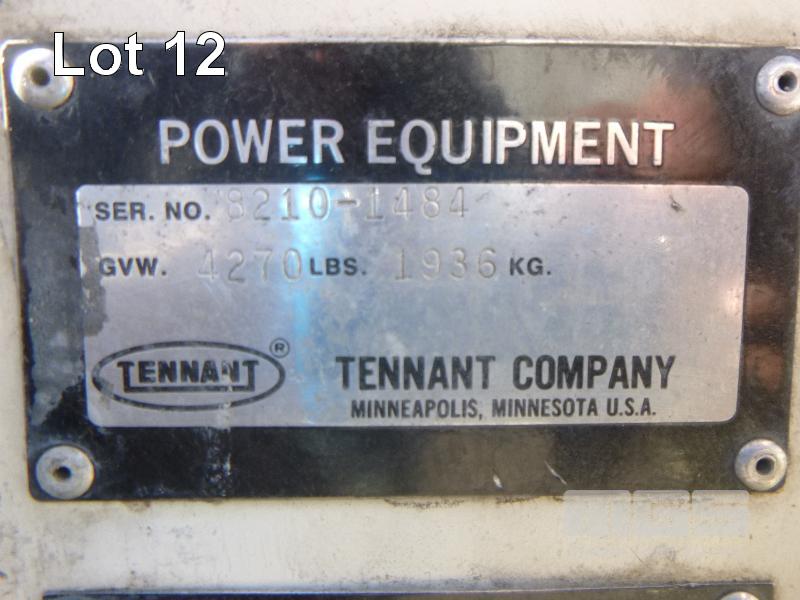 Lot 12
POWER EQUIPMENT
SER. NO. 8210-1484
GVW. 4270 LBS. 1936 KG.
TENNANT ®
TENNANT COMPANY
MINNEAPOLIS, MINNESOTA U.S.A.